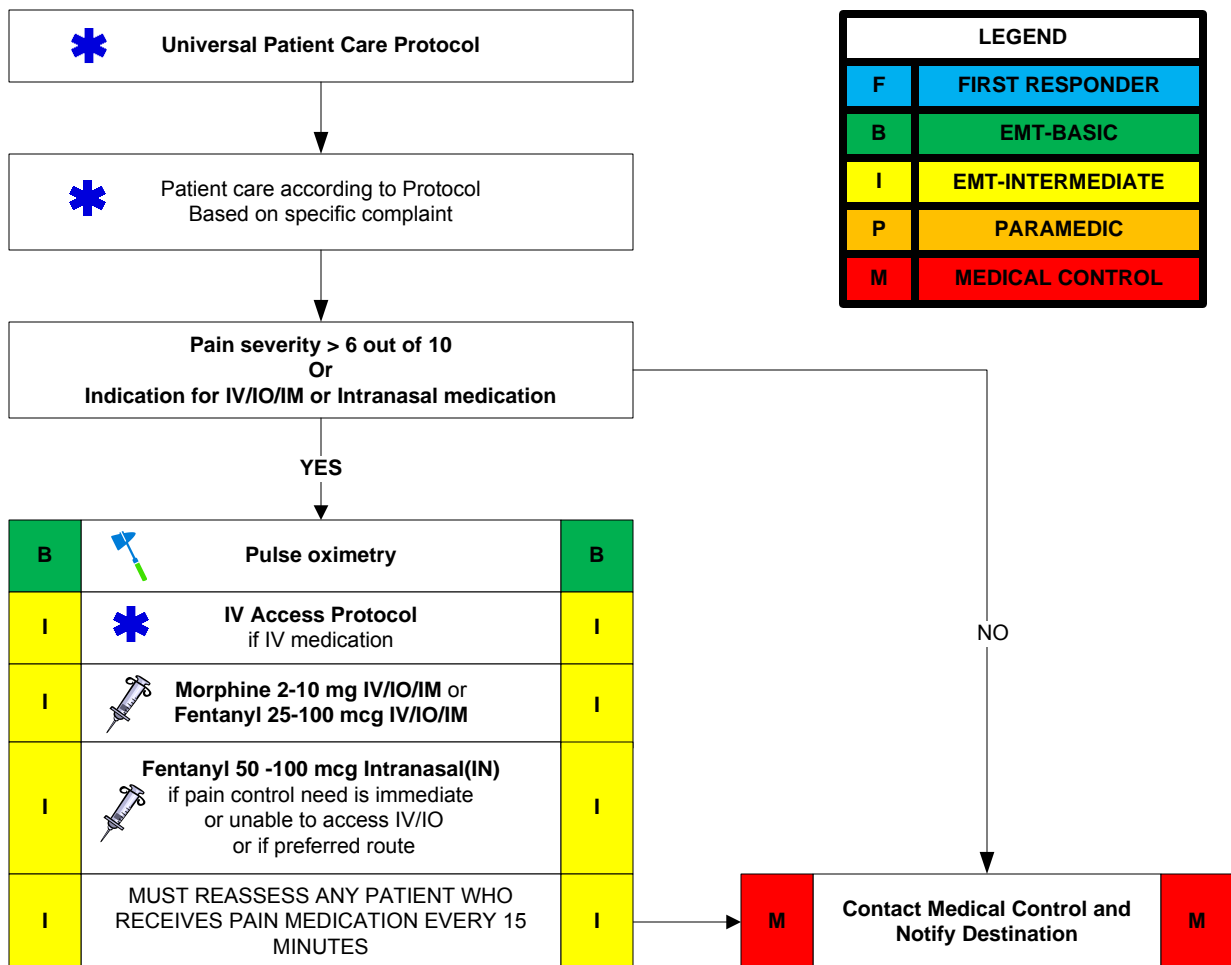 Universal Patient Care Protocol
LEGEND
F FIRST RESPONDER
B EMT-BASIC
I EMT-INTERMEDIATE
P PARAMEDIC
M MEDICAL CONTROL
Patient care according to Protocol
Based on specific complaint
Pain severity > 6 out of 10
Or
Indication for IV/IO/IM or Intranasal medication
YES
NO
B Pulse oximetry B
I IV Access Protocol I
if IV medication
I Morphine 2-10 mg IV/IO/IM or I
Fentanyl 25-100 mcg IV/IO/IM
Fentanyl 50 -100 mcg Intranasal(IN)
if pain control need is immediate
I or unable to access IV/IO I
or if preferred route
MUST REASSESS ANY PATIENT WHO
I RECEIVES PAIN MEDICATION EVERY 15 I
MINUTES
M Contact Medical Control and M
Notify Destination